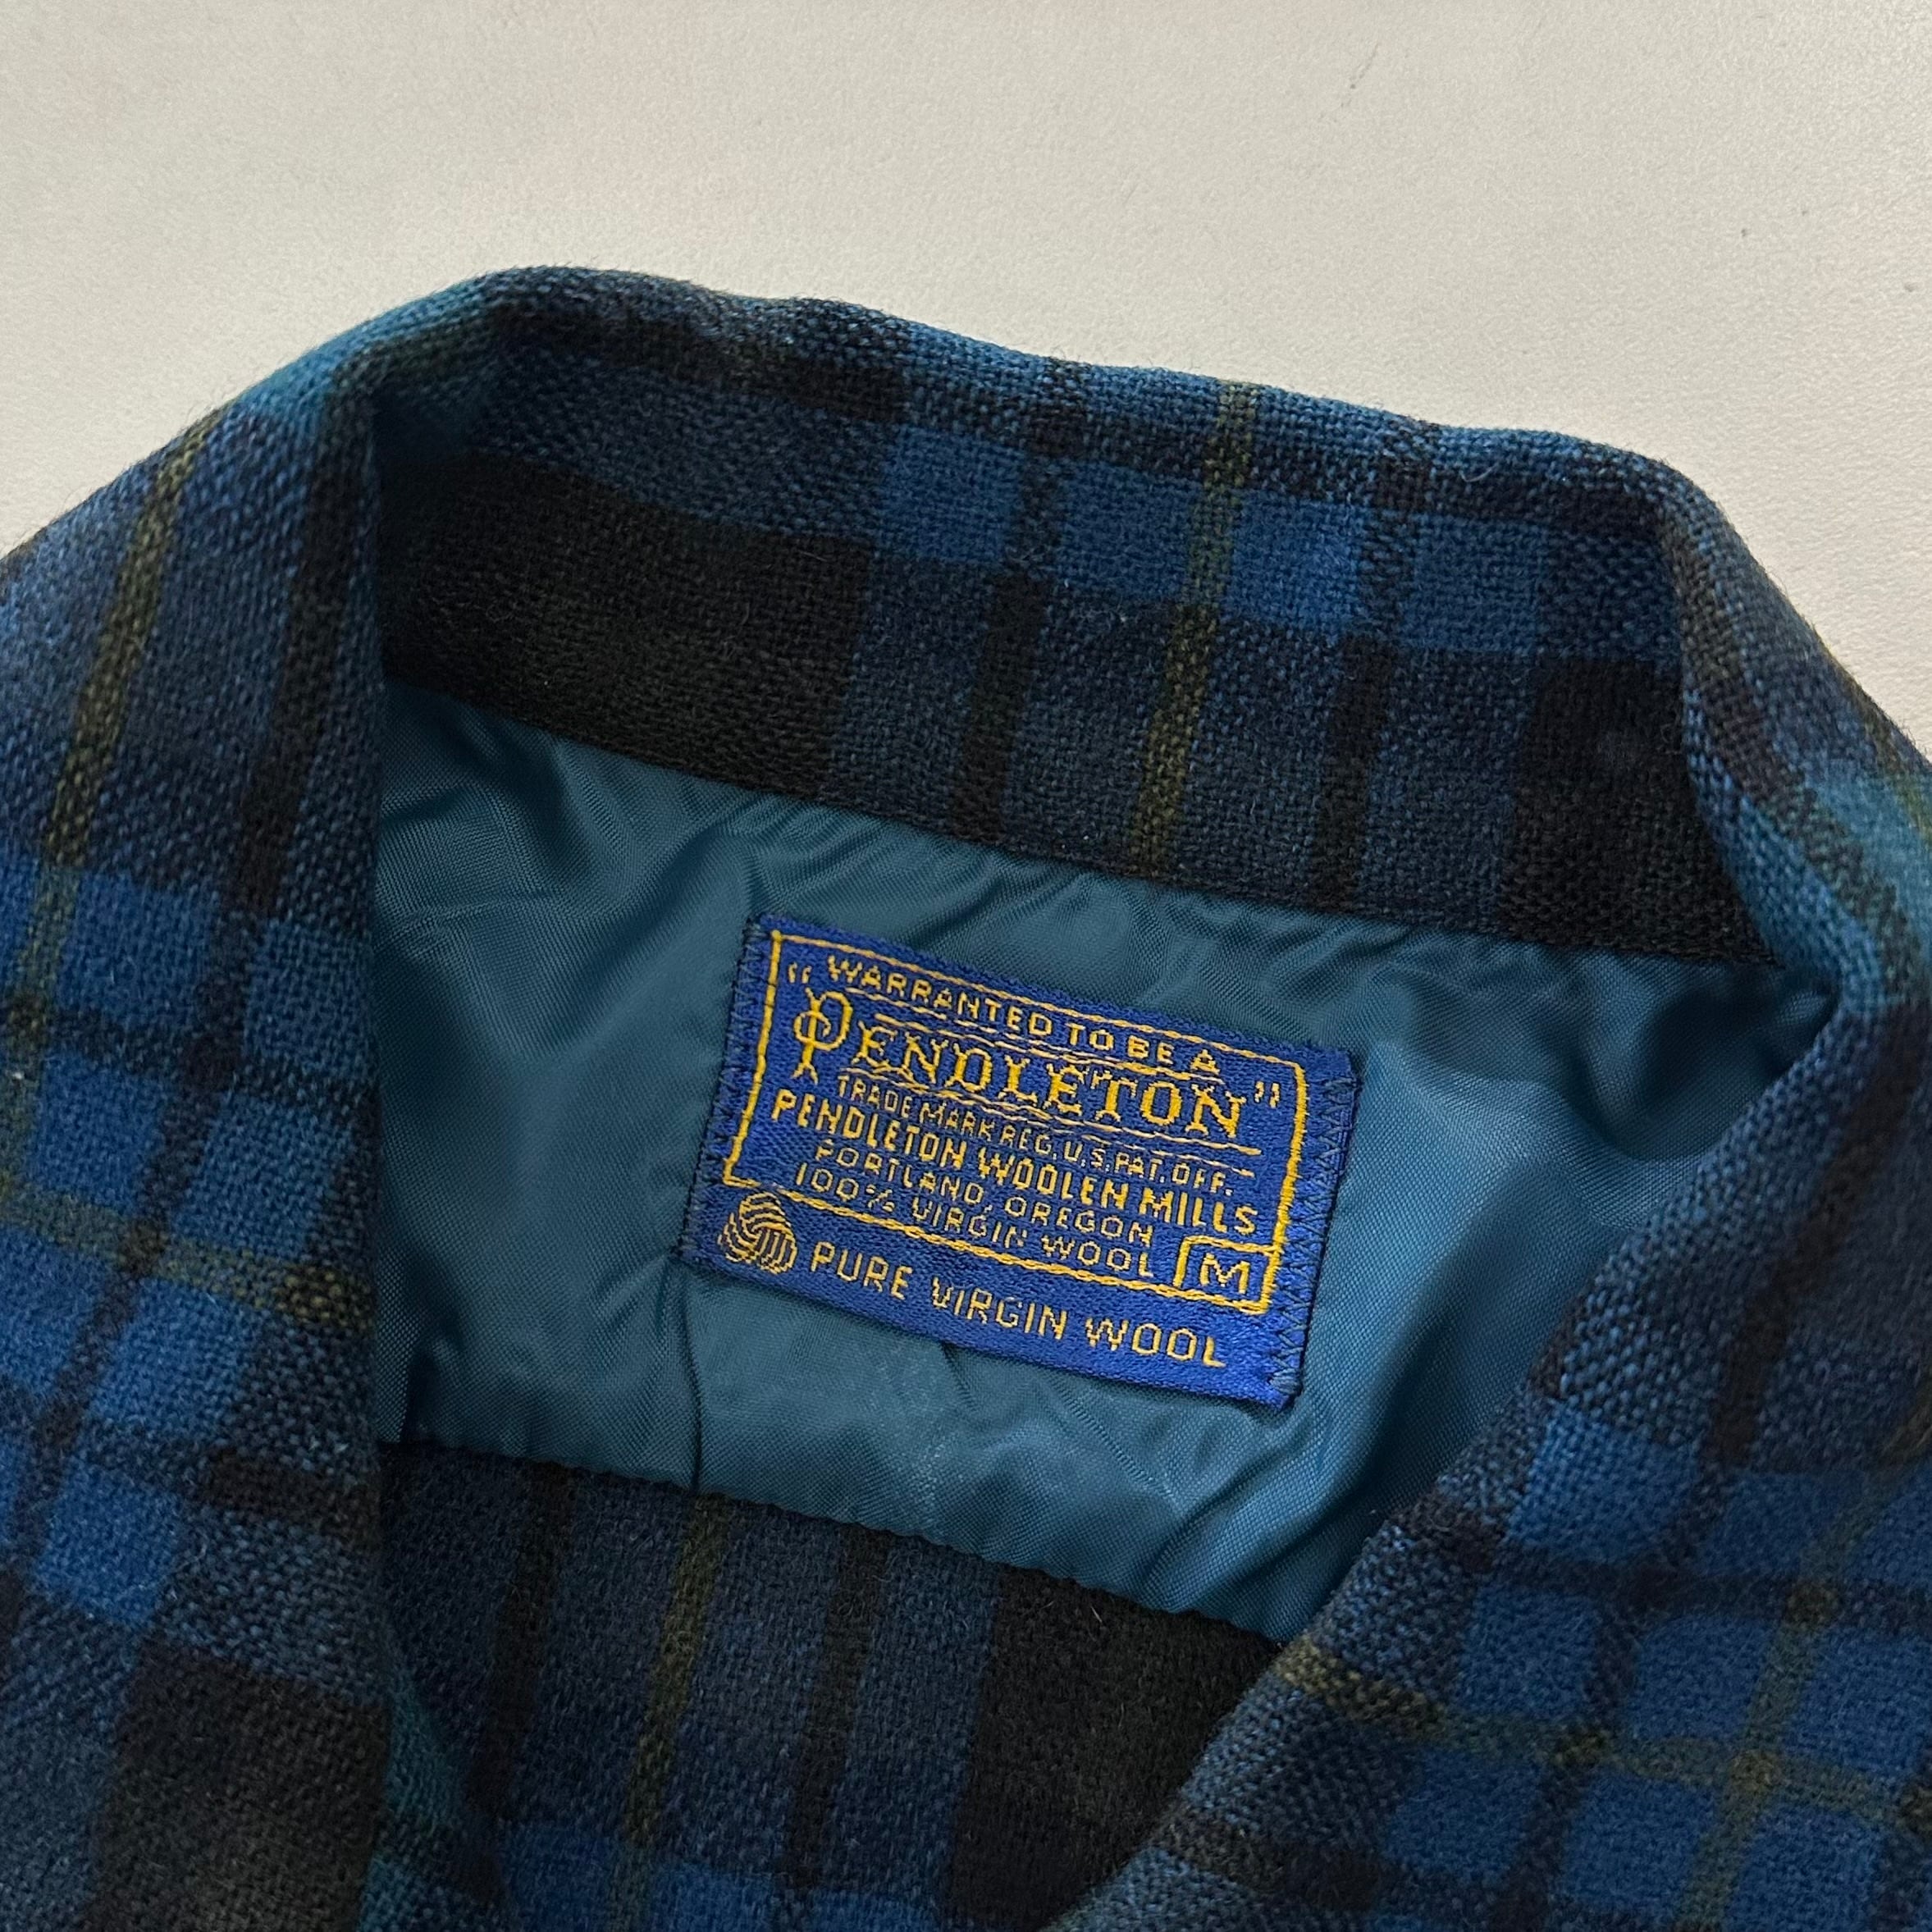 "WARRANTED TO BE A
PENDLETON"
TRADE MARK REG. U.S. PAT. OFF.
PENDLETON WOOLEN MILLS
PORTLAND, OREGON
100% VIRGIN WOOL
M
PURE VIRGIN WOOL